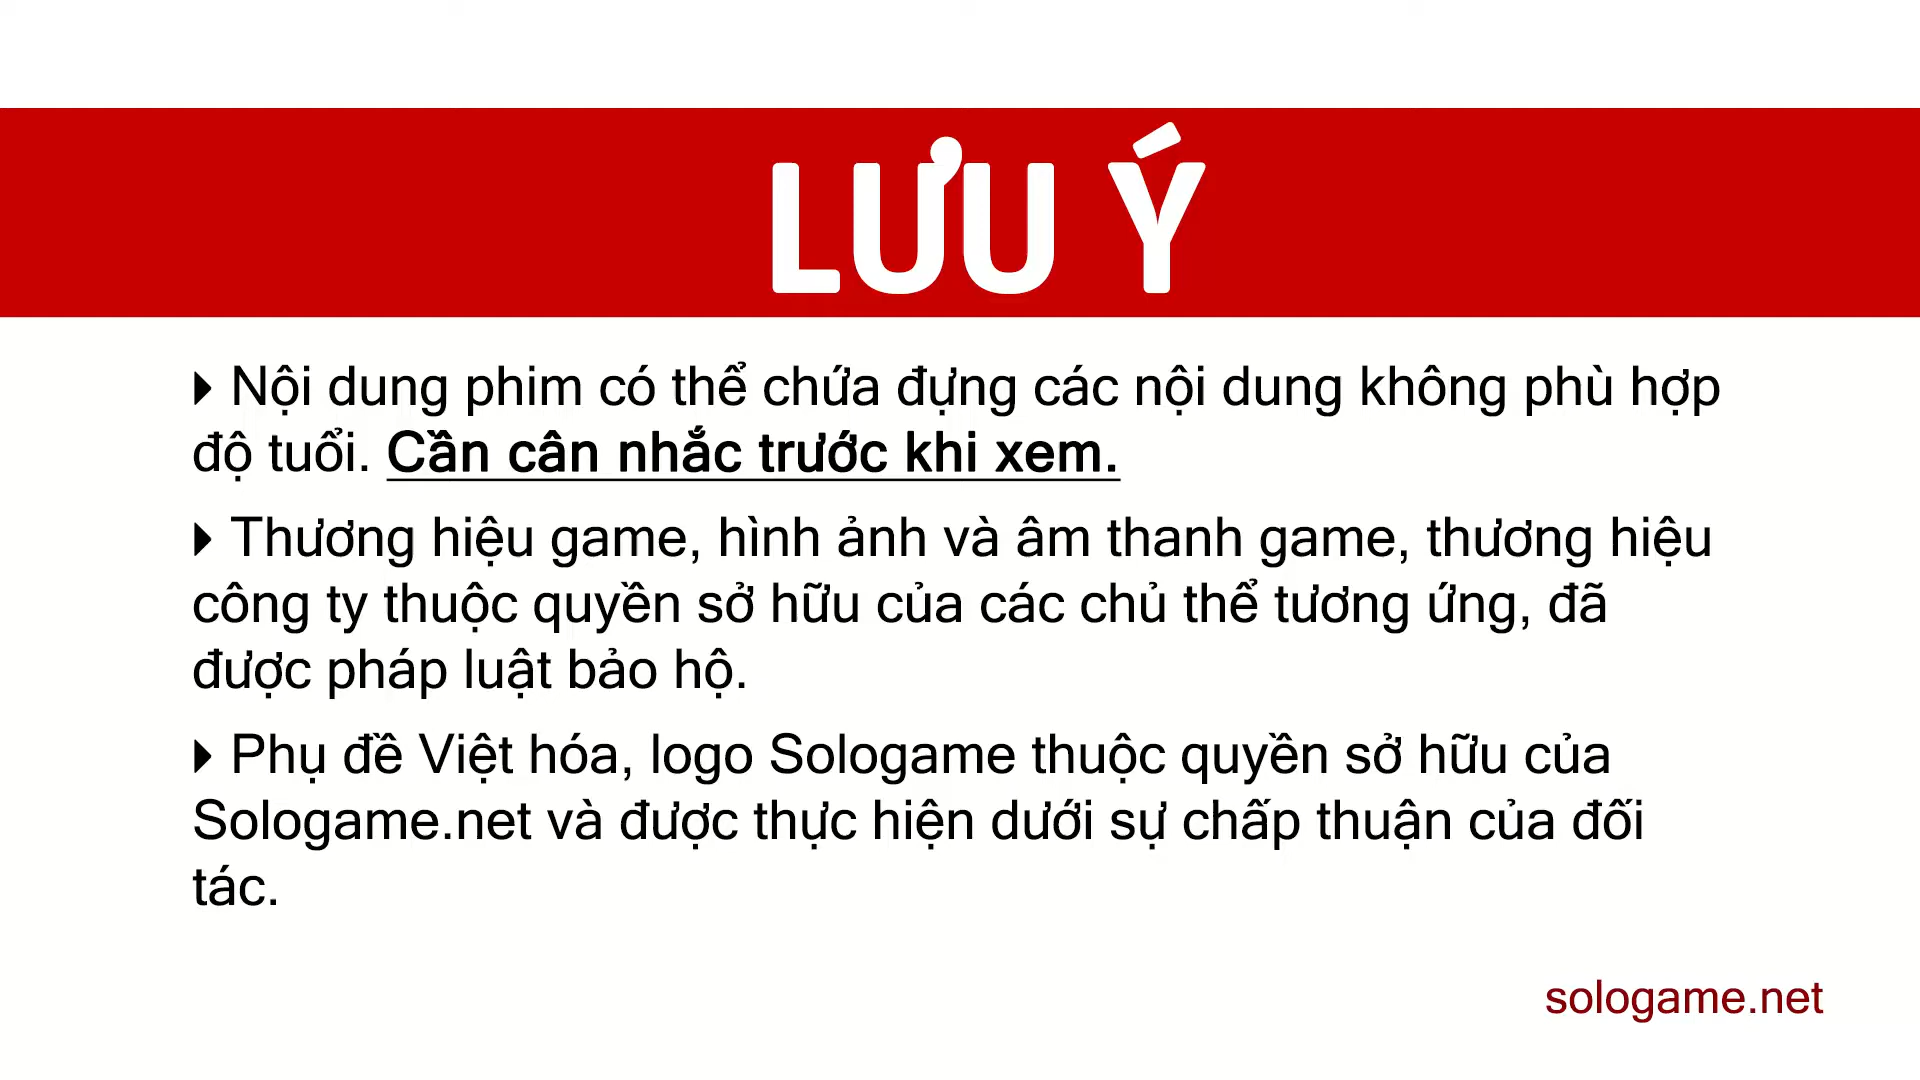 LƯU Ý
Nội dung phim có thể chứa đựng các nội dung không phù hợp
độ tuổi. Cần cân nhắc trước khi xem.
Thương hiệu game, hình ảnh và âm thanh game, thương hiệu
công ty thuộc quyền sở hữu của các chủ thể tương ứng, đã
được pháp luật bảo hộ.
Phụ đề Việt hóa, logo Sologame thuộc quyền sở hữu của
Sologame.net và được thực hiện dưới sự chấp thuận của đối
tác.
sologame.net